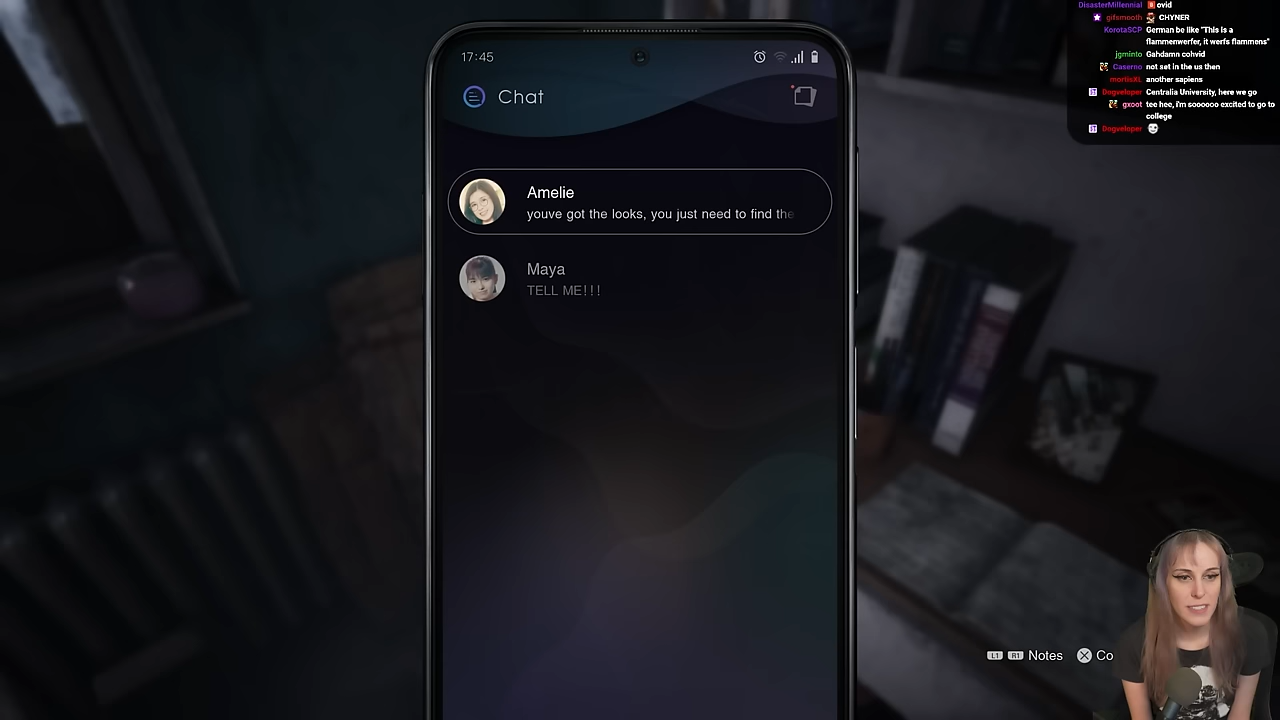 17:45
Chat
Amelie
youve got the looks, you just need to find the
Maya
TELL ME!!!
DisasterMillennial ovid
gifsmooth CHYNER
KorotaSCP German be like "This is a
flammenwerfer, it werfs flammens"
jgminto Gahdamn cohvid
Caserno not set in the us then
mortisXL another sapiens
Dogveloper Centralia University, here we go
gxoot tee hee, i'm soooooo excited to go to
college
Dogveloper
L1 R1 Notes Co